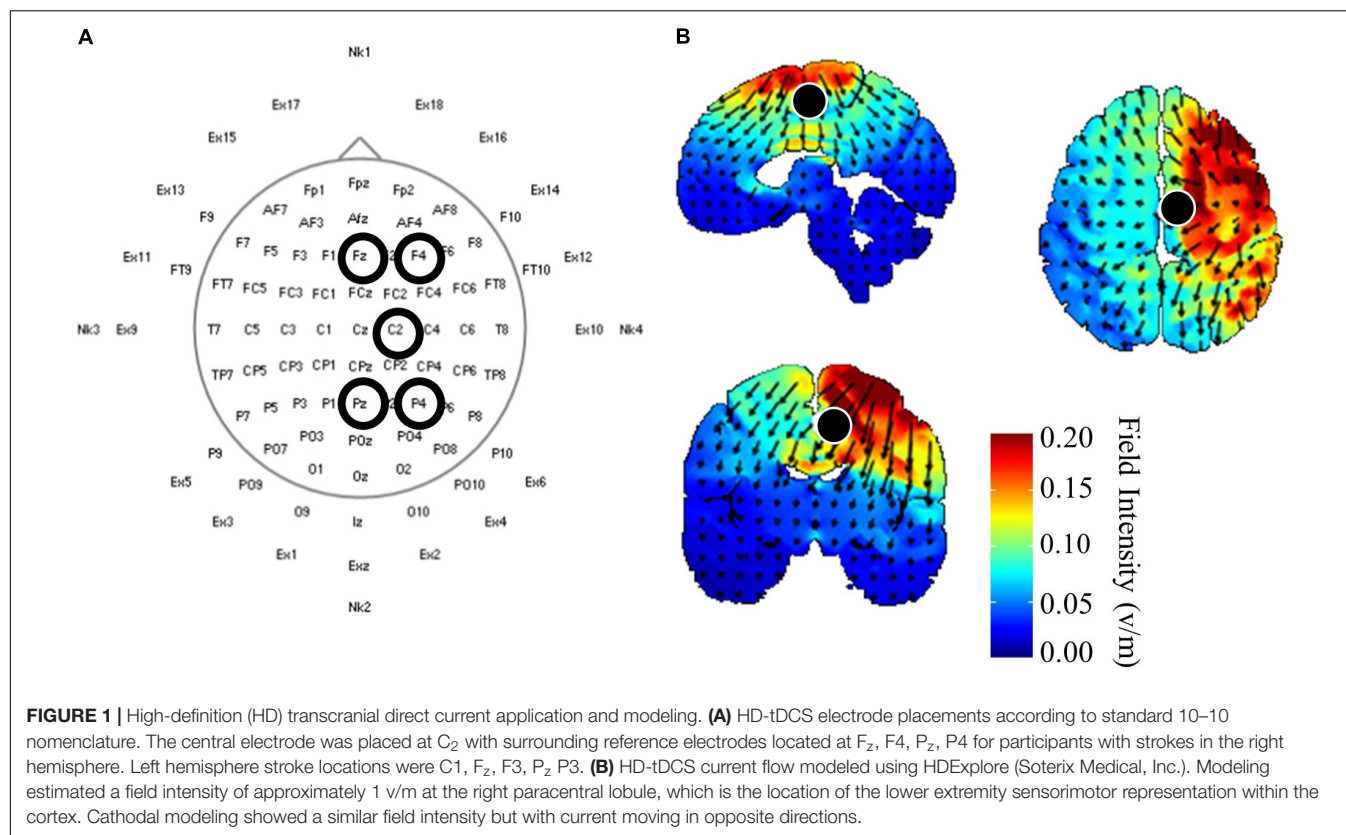 A
B
Nk1
Ex17 Ex18
Ex15 Ex16
Fp1 Fpz Fp2
Ex13 Ex14
AF7 AF3 Afz AF4 AF8
F9 F10
F7 F5 F3 F1 Fz F4 F6 F8
Ex11 Ex12
FT9 FT10
FT7 FC5 FC3 FC1 FCz FC2 FC4 FC6 FT8
Nk3 Ex9 T7 C5 C3 C1 Cz C2 C4 C6 T8 Ex10 Nk4
TP7 CP5 CP3 CP1 CPz CP2 CP4 CP6 TP8
P7 P5 P3 P1 Pz P4 P6 P8
P9 PO7 PO3 POz PO4 PO8 P10
O1 Oz O2
Ex5 PO9 PO10 Ex6
Ex3 O9 Iz O10 Ex4
Ex1 Exz Ex2
Nk2
0.20
0.15
0.10
0.05
0.00
Field Intensity (v/m)
FIGURE 1 | High-definition (HD) transcranial direct current application and modeling. (A) HD-tDCS electrode placements according to standard 10–10
nomenclature. The central electrode was placed at C2 with surrounding reference electrodes located at Fz, F4, Pz, P4 for participants with strokes in the right
hemisphere. Left hemisphere stroke locations were C1, Fz, F3, Pz P3. (B) HD-tDCS current flow modeled using HDExplore (Soterix Medical, Inc.). Modeling
estimated a field intensity of approximately 1 v/m at the right paracentral lobule, which is the location of the lower extremity sensorimotor representation within the
cortex. Cathodal modeling showed a similar field intensity but with current moving in opposite directions.